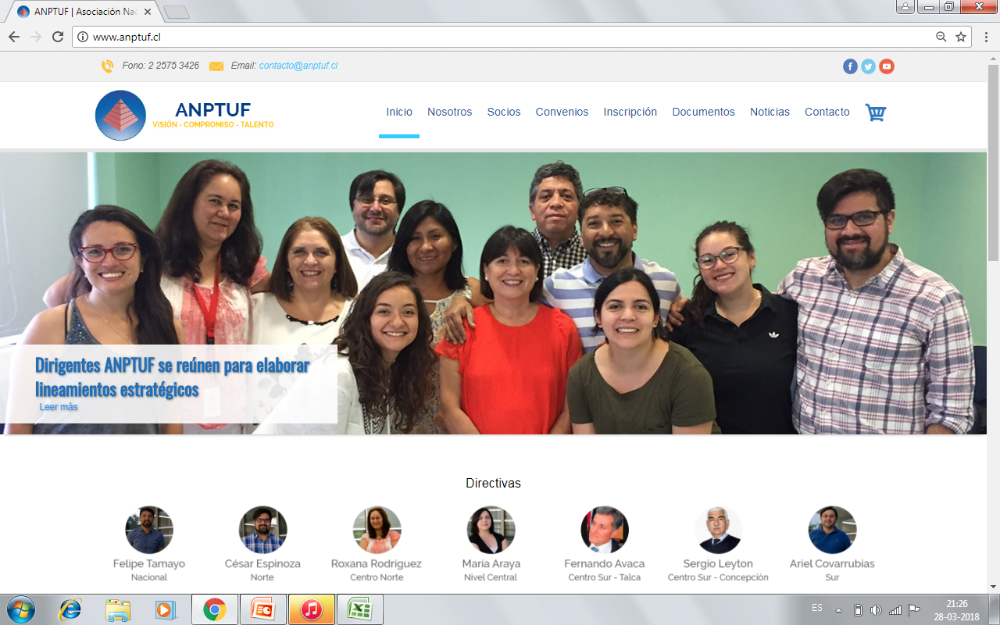 ANPTUF | Asociación Nac
www.anptuf.cl
Fono: 2 2575 3426 Email: contacto@anptuf.cl
ANPTUF
VISIÓN - COMPROMISO - TALENTO
Inicio Nosotros Socios Convenios Inscripción Documentos Noticias Contacto
Dirigentes ANPTUF se reúnen para elaborar
lineamientos estratégicos
Leer más
Directivas
Felipe Tamayo César Espinoza Roxana Rodríguez María Araya Fernando Avaca Sergio Leyton Ariel Covarrubias
Nacional Norte Centro Norte Nivel Central Centro Sur - Talca Centro Sur - Concepción Sur
ES 21:26
28-03-2018